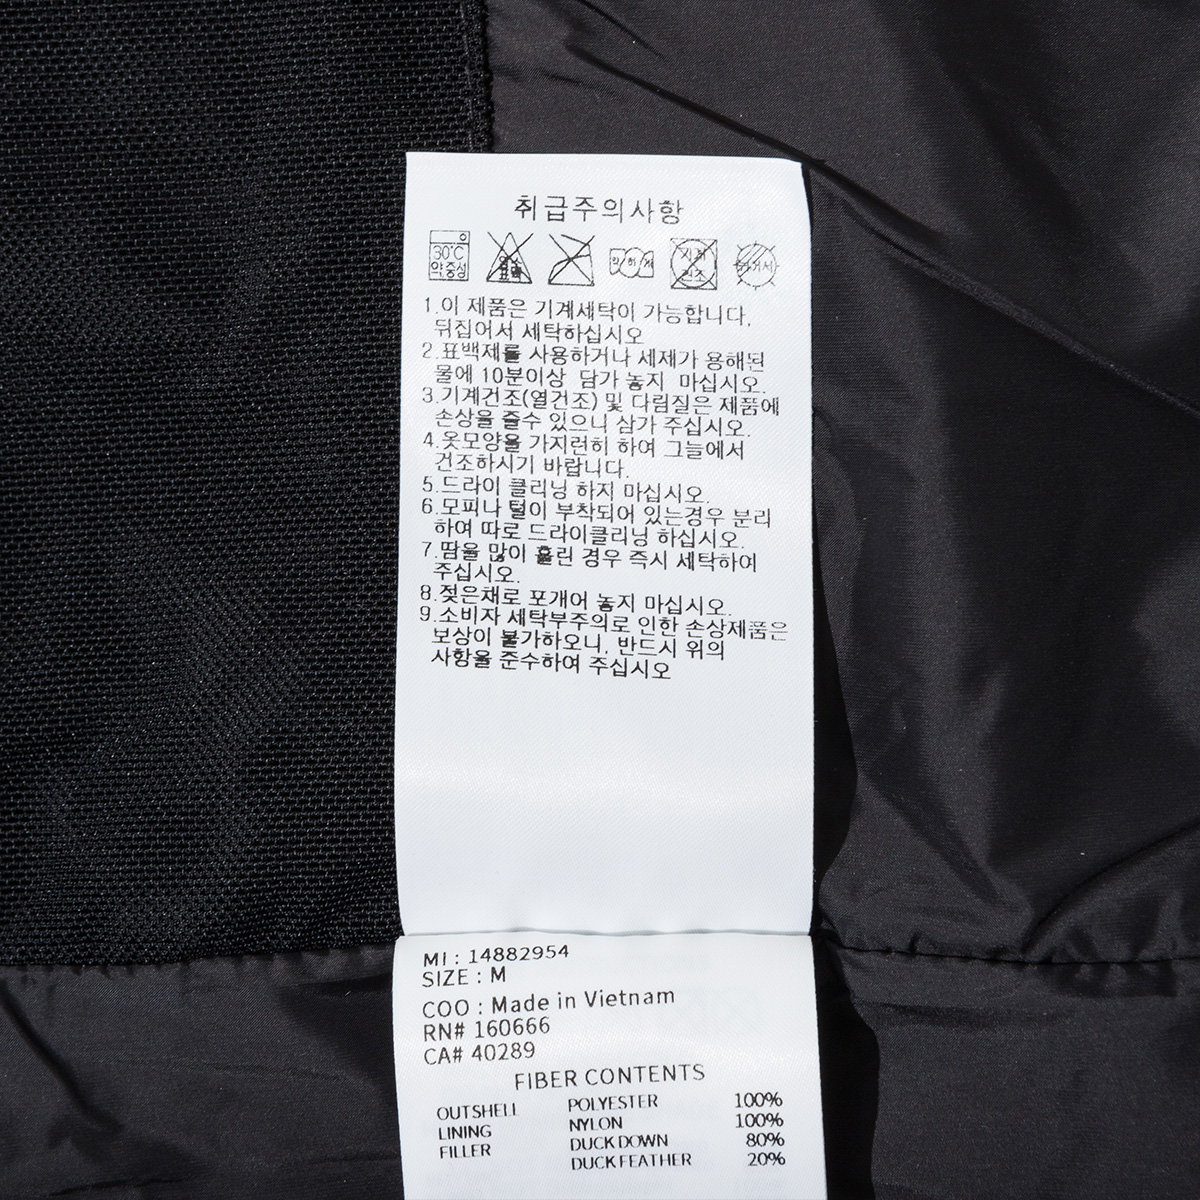 취급주의사항
30℃
약 중성
1.이 제품은 기계세탁이 가능합니다,
뒤집어서 세탁하십시오
2.표백제를 사용하거나 세제가 용해된
물에 10분이상 담가 놓지 마십시오.
3.기계건조(열건조) 및 다림질은 제품에
손상을 줄수 있으니 삼가 주십시오.
4.옷모양을 가지런히 하여 그늘에서
건조하시기 바랍니다.
5.드라이 클리닝 하지 마십시오.
6.모피나 털이 부착되어 있는경우 분리
하여 따로 드라이클리닝 하십시오.
7.땀을 많이 흘린 경우 즉시 세탁하여
주십시오.
8.젖은채로 포개어 놓지 마십시오.
9.소비자 세탁부주의로 인한 손상제품은
보상이 불가하오니, 반드시 위의
사항을 준수하여 주십시오
MI : 14882954
SIZE : M
COO : Made in Vietnam
RN# 160666
CA# 40289
FIBER CONTENTS
OUTSHELL POLYESTER 100%
LINING NYLON 100%
FILLER DUCK DOWN 80%
DUCK FEATHER 20%